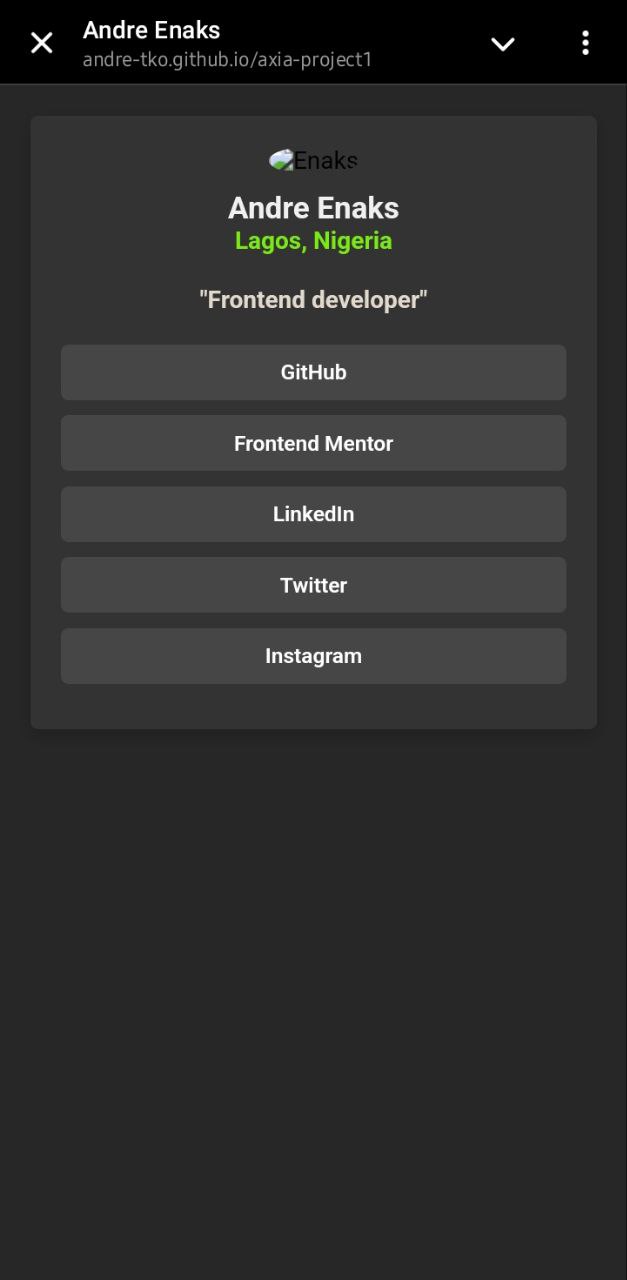 Andre Enaks
andre-tko.github.io/axia-project1
Enaks
Andre Enaks
Lagos, Nigeria
"Frontend developer"
GitHub
Frontend Mentor
LinkedIn
Twitter
Instagram